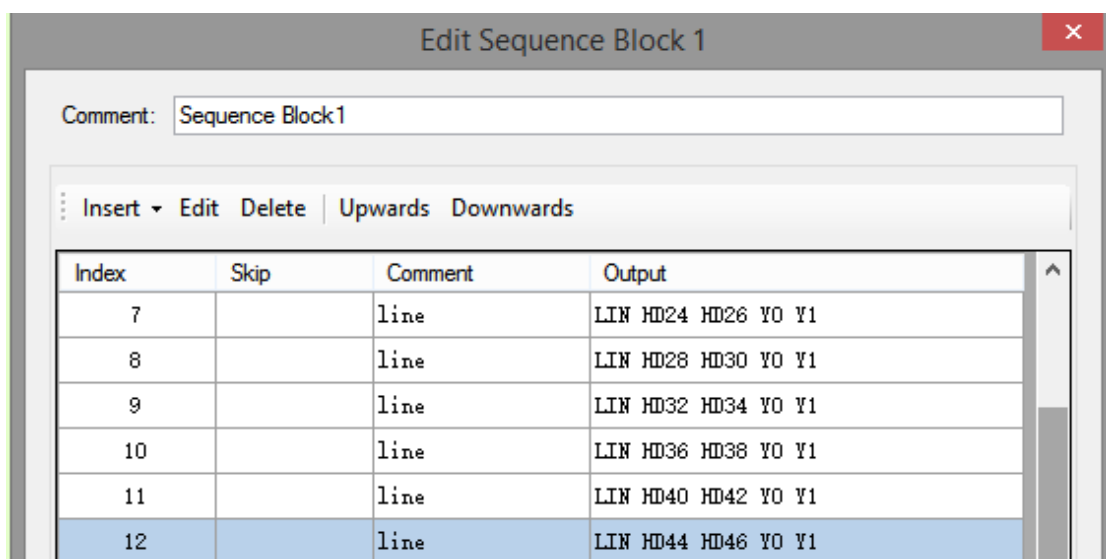 Edit Sequence Block 1
Comment: Sequence Block1
Insert Edit Delete Upwards Downwards
Index Skip Comment Output
7 line LIN HD24 HD26 Y0 Y1
8 line LIN HD28 HD30 Y0 Y1
9 line LIN HD32 HD34 Y0 Y1
10 line LIN HD36 HD38 Y0 Y1
11 line LIN HD40 HD42 Y0 Y1
12 line LIN HD44 HD46 Y0 Y1